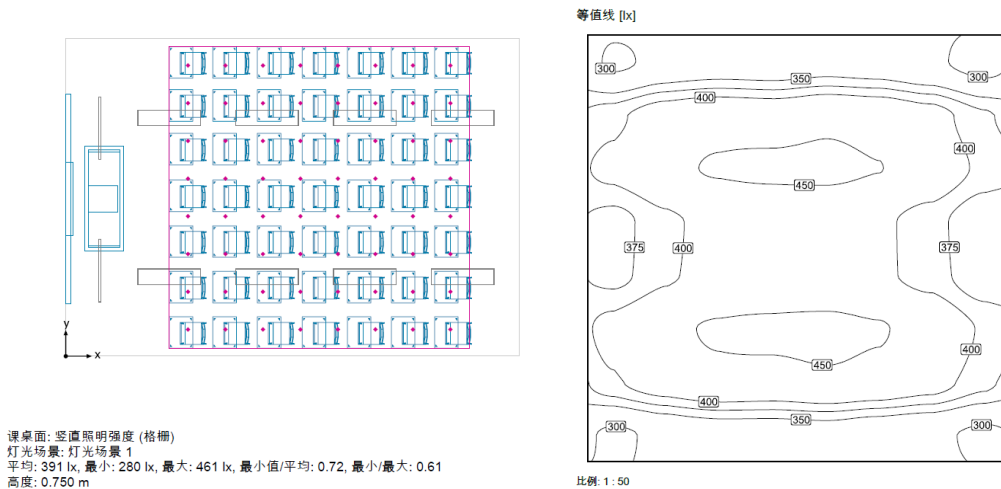 等值线 [lx]
300
300
350
400
400
450
375
400
375
400
450
400
350
300
300
y
x
课桌面: 竖直照明强度 (格栅)
灯光场景: 灯光场景 1
平均: 391 lx, 最小: 280 lx, 最大: 461 lx, 最小值/平均: 0.72, 最小/最大: 0.61
高度: 0.750 m
比例: 1 : 50